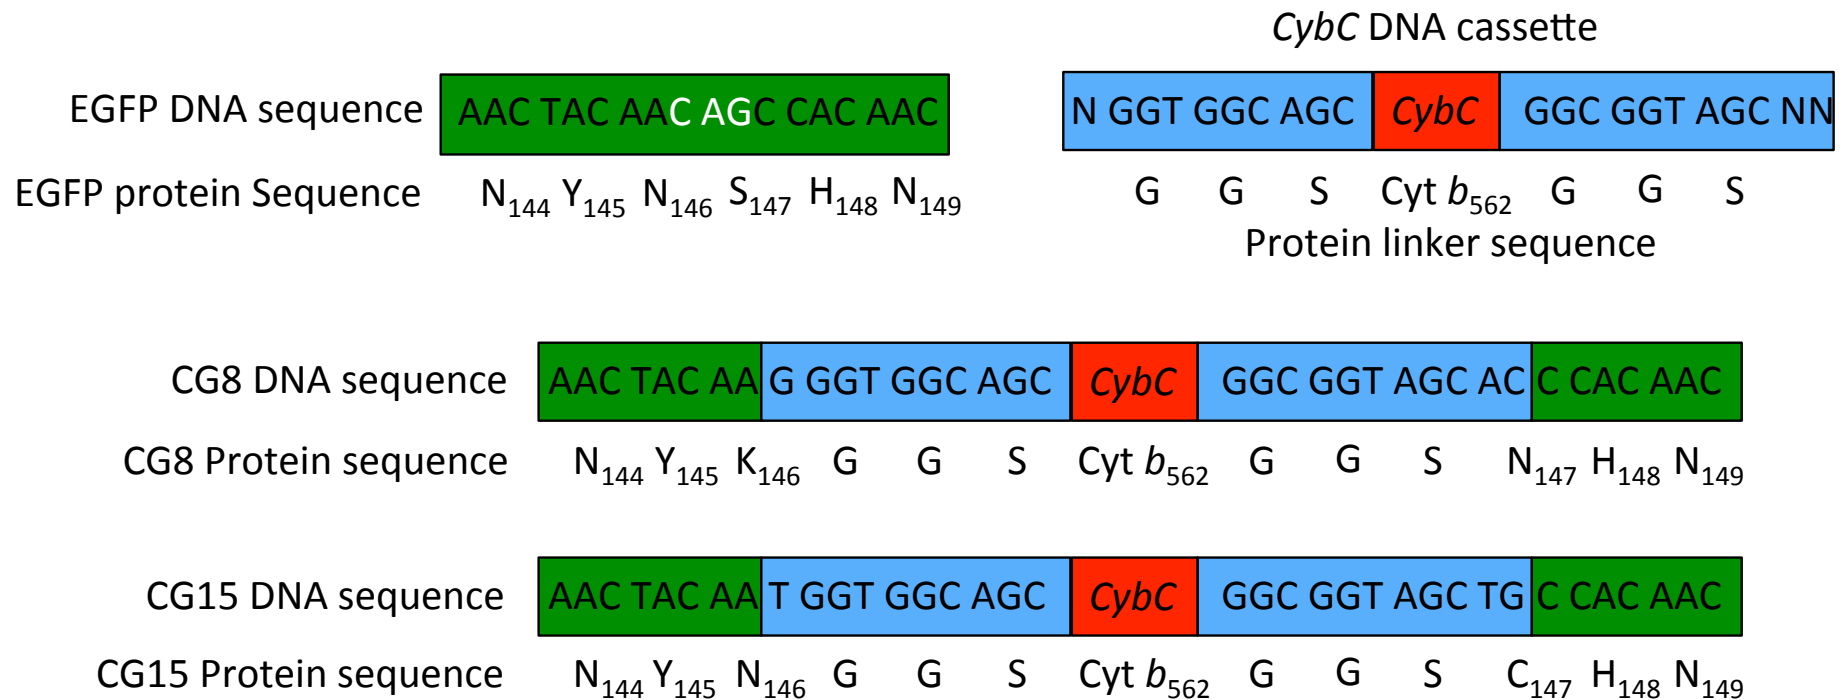 CybC DNA cassette
EGFP DNA sequence AAC TAC AAC AGC CAC AAC N GGT GGC AGC CybC GGC GGT AGC NN
EGFP protein Sequence N144 Y145 N146 S147 H148 N149 G G S Cyt b562 G G S
Protein linker sequence
CG8 DNA sequence AAC TAC AA G GGT GGC AGC CybC GGC GGT AGC AC C CAC AAC
CG8 Protein sequence N144 Y145 K146 G G S Cyt b562 G G S N147 H148 N149
CG15 DNA sequence AAC TAC AA T GGT GGC AGC CybC GGC GGT AGC TG C CAC AAC
CG15 Protein sequence N144 Y145 N146 G G S Cyt b562 G G S C147 H148 N149